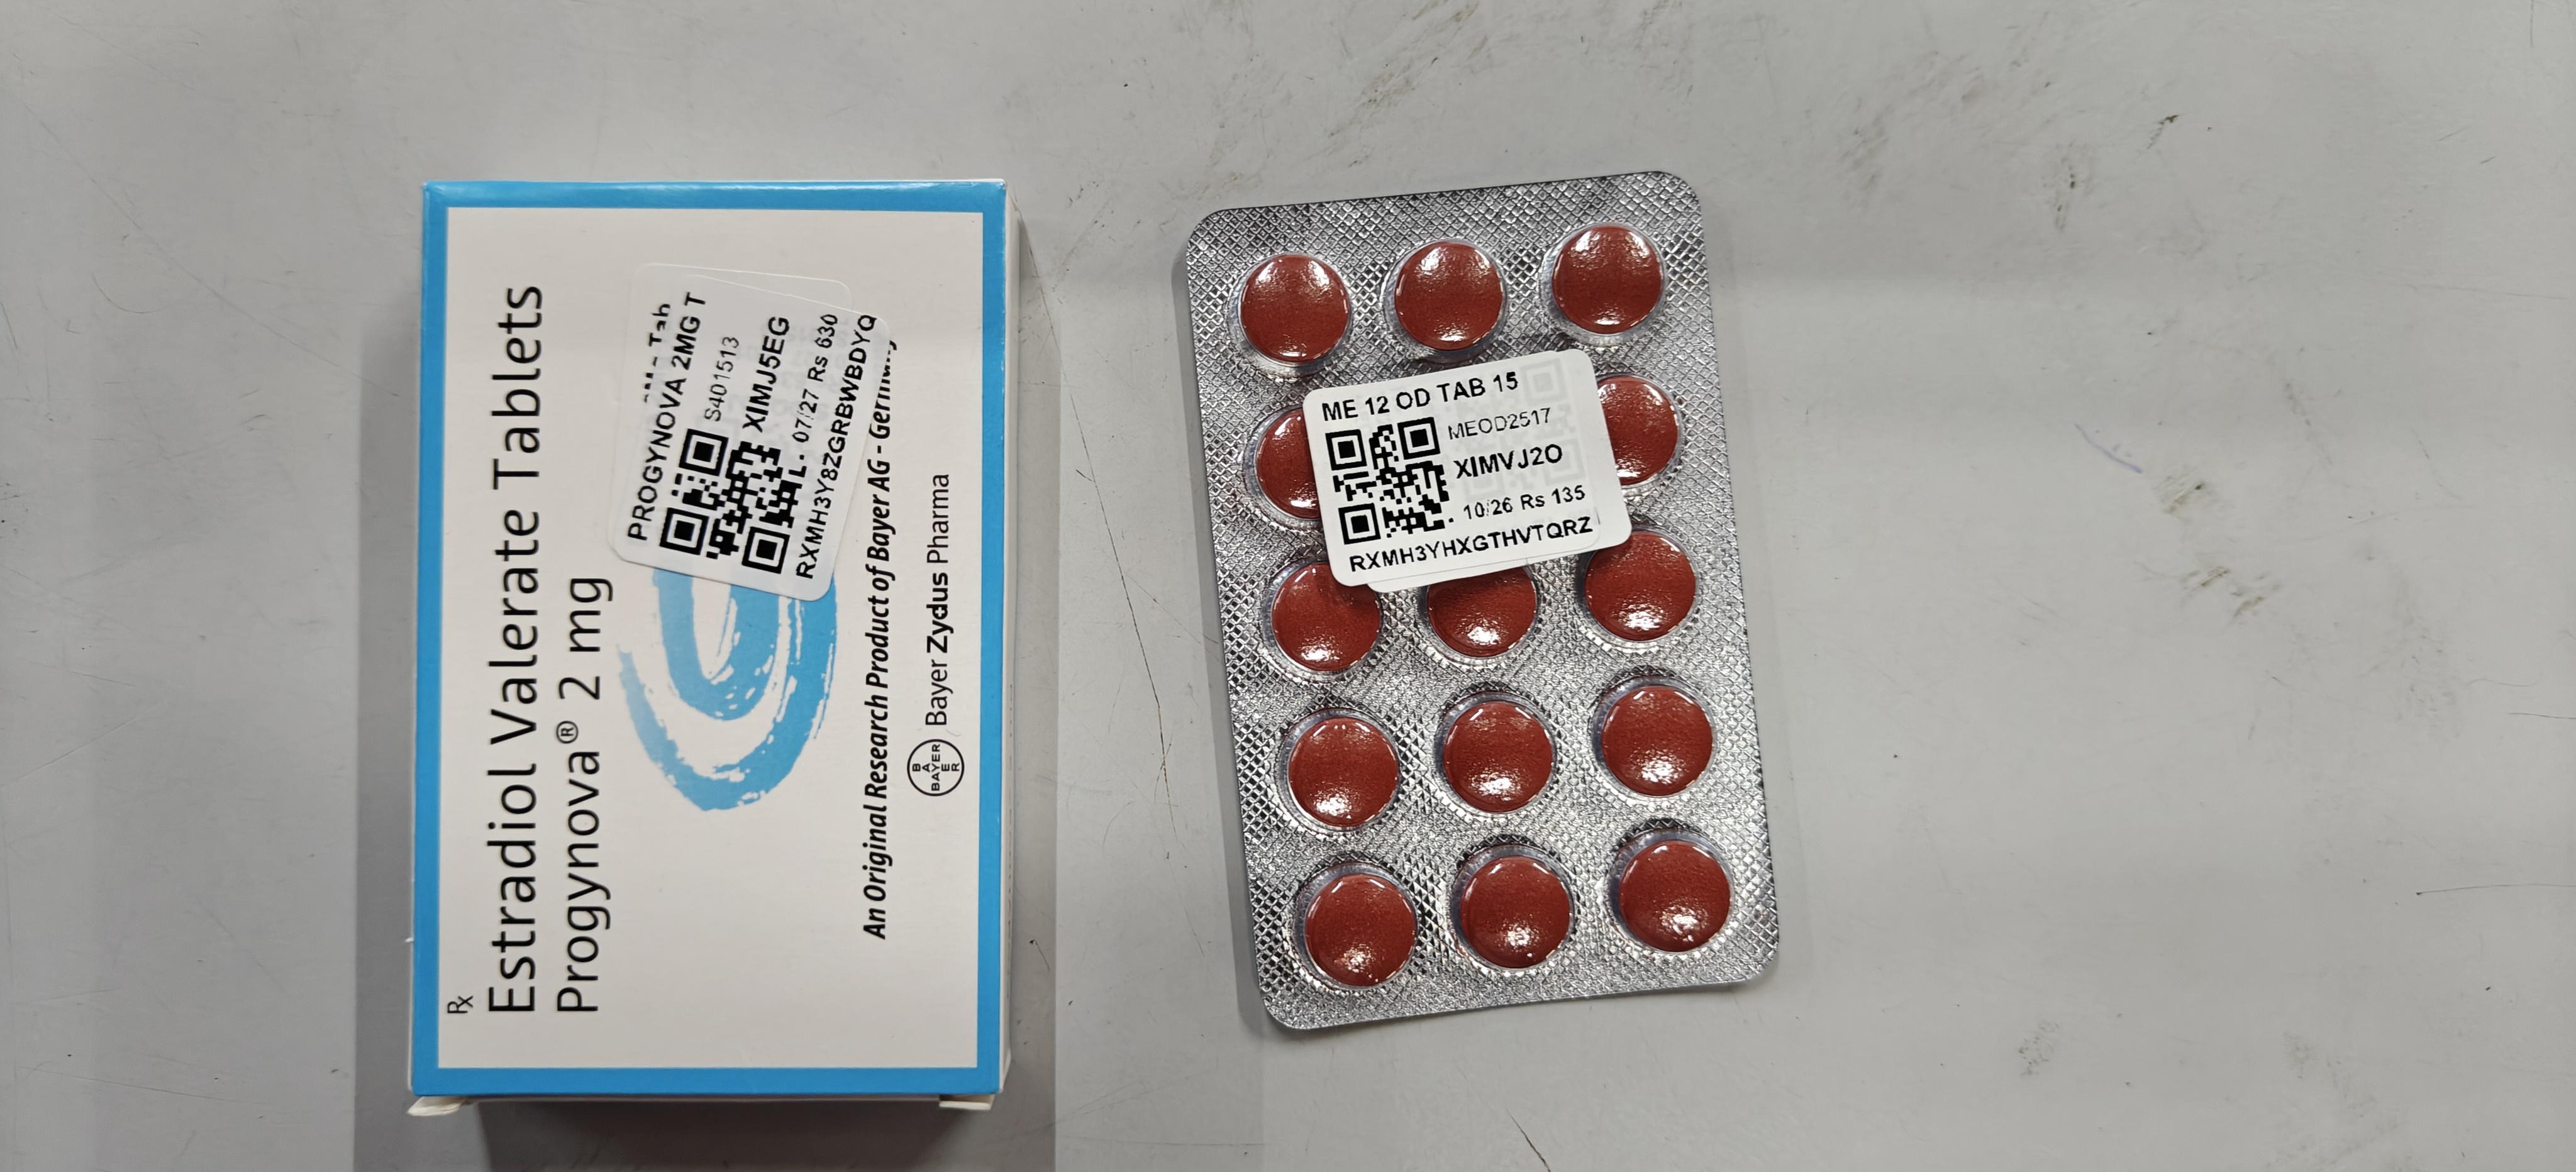 Rx
Estradiol Valerate Tablets
Progynova® 2 mg
Tab
PROGYNOVA 2MG T
S401513
XIMJ5EG
07/27 Rs 630
RXMH3Y8ZGRBWBDYQ
An Original Research Product of Bayer AG - Germany
BAYER
BAYER
Bayer Zydus Pharma
ME 12 OD TAB 15
MEOD2517
XIMVJ2O
10/26 Rs 135
RXMH3YHXGTHVTQRZ